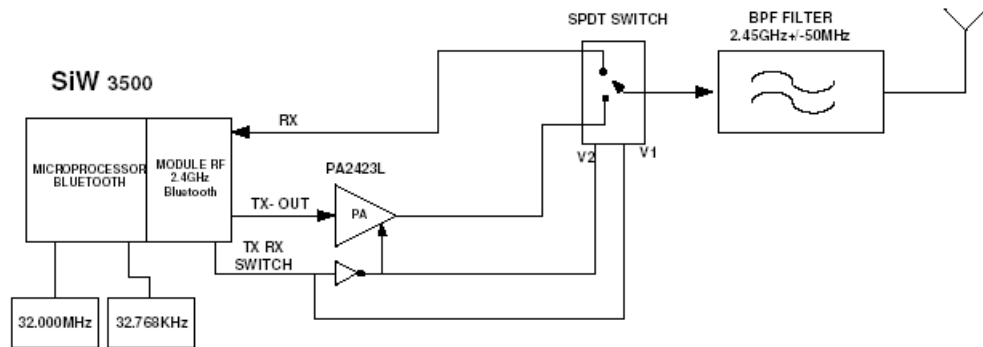 SPDT SWITCH
BPF FILTER
2.45GHz+/-50MHz
SiW 3500
RX
MICROPROCESSOR
BLUETOOTH
MODULE RF
2.4GHz
Bluetooth
V2
V1
PA2423L
PA
TX- OUT
TX RX
SWITCH
32.000MHz
32.768KHz